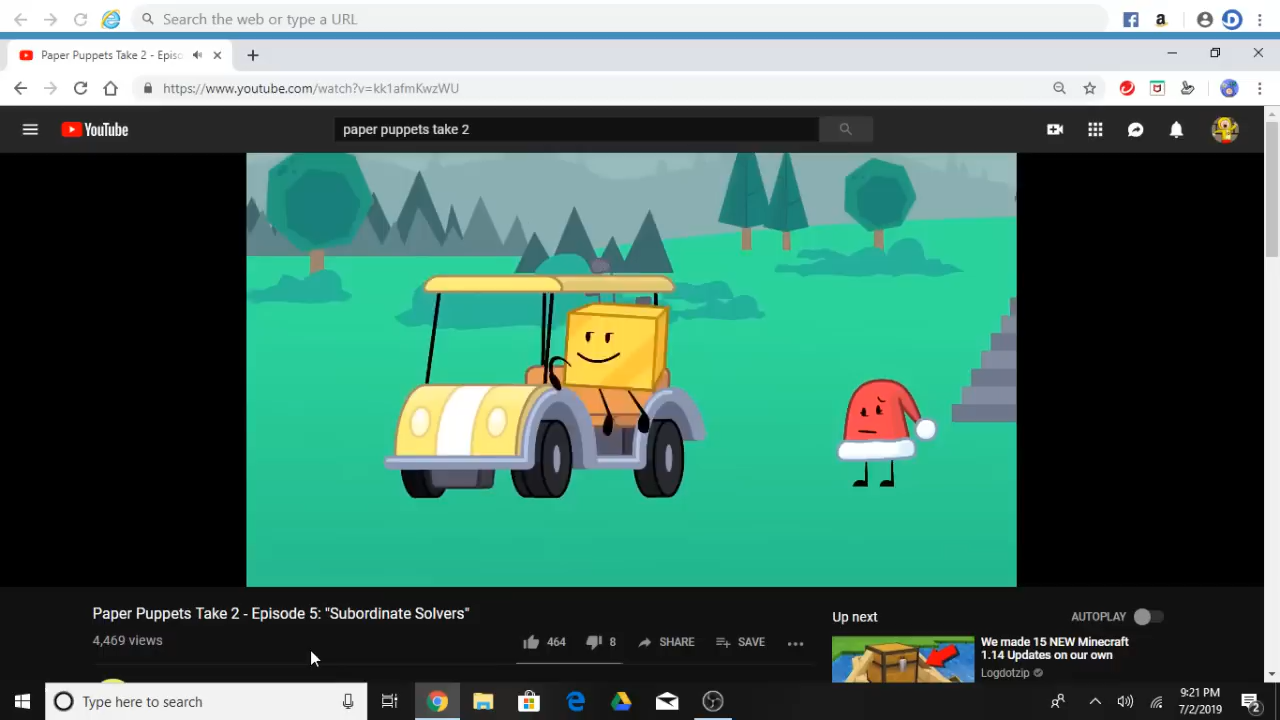 Search the web or type a URL
Paper Puppets Take 2 - Episo
https://www.youtube.com/watch?v=kk1afmKwzWU
YouTube
paper puppets take 2
Paper Puppets Take 2 - Episode 5: "Subordinate Solvers"
4,469 views
464
8
SHARE
SAVE
Up next
AUTOPLAY
We made 15 NEW Minecraft
1.14 Updates on our own
Logdotzip
Type here to search
9:21 PM
7/2/2019
2